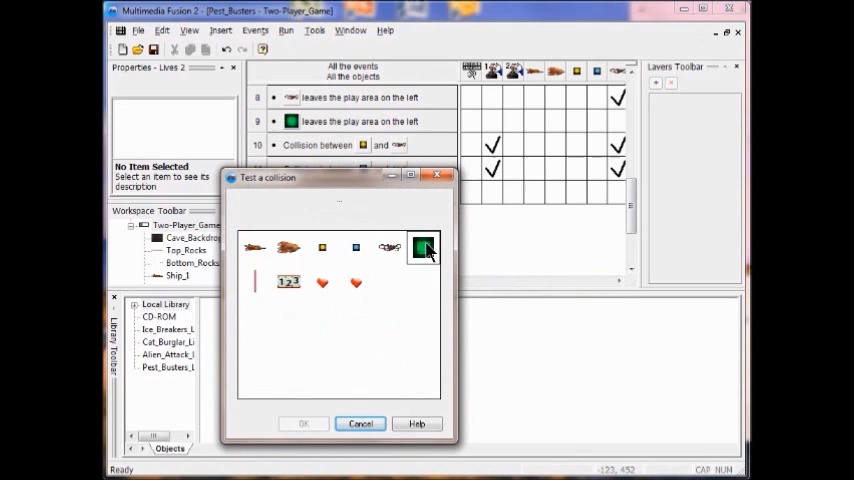 Multimedia Fusion 2 - [Pest_Busters - Two-Player_Game]
File Edit View Insert Events Run Tools Window Help
Properties - Lives 2
All the events
All the objects
Layers Toolbar
8 • leaves the play area on the left
9 • leaves the play area on the left
10 • Collision between and
No Item Selected
Select an item to see its
description
Workspace Toolbar
Two-Player_Game
Cave_Backdrop
Top_Rocks
Bottom_Rocks
Ship_1
Test a collision
...
1 2 3
OK Cancel Help
Library Toolbar
Local Library
CD-ROM
Ice_Breakers_L
Cat_Burglar_Li
Alien_Attack_L
Pest_Busters_L
Objects
Ready
-123, 452
CAP NUM